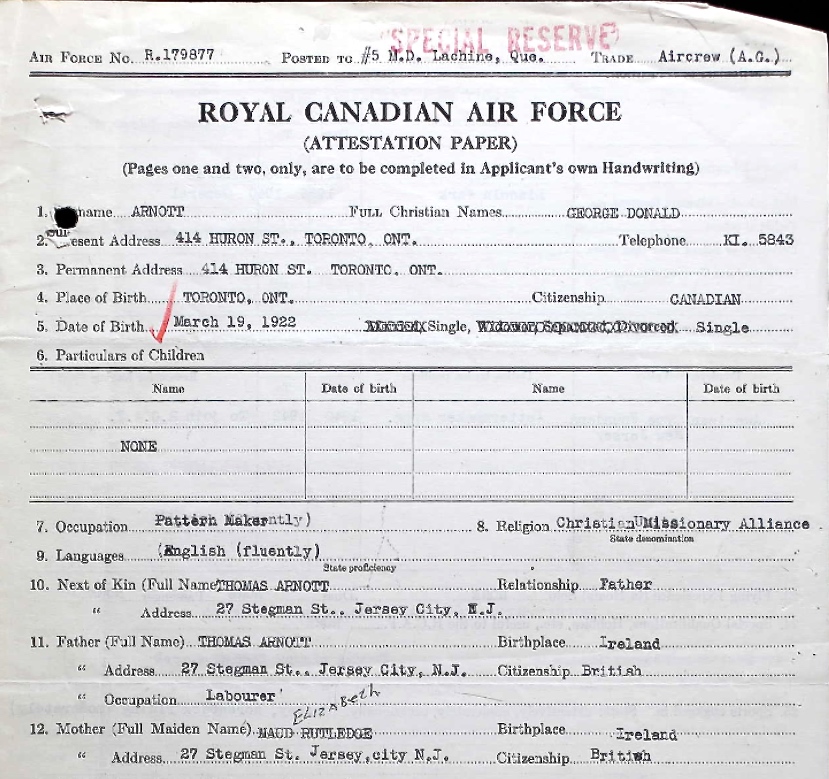 SPECIAL RESERVE
AIR FORCE No. R.179877 POSTED TO #5 M.D. Lachine, Que. TRADE Aircrew (A.G.)
ROYAL CANADIAN AIR FORCE
(ATTESTATION PAPER)
(Pages one and two, only, are to be completed in Applicant's own Handwriting)
1. name ARNOTT FULL CHRISTIAN NAMES GEORGE DONALD
2. esent Address 414 HURON ST., TORONTO, ONT. Telephone KI. 5843
3. Permanent Address 414 HURON ST. TORONTO, ONT.
4. Place of Birth TORONTO, ONT. Citizenship CANADIAN
5. Date of Birth March 19, 1922 Married, Single, Widower, Separated, Divorced Single
6. Particulars of Children
Name Date of birth Name Date of birth
NONE
7. Occupation Pattern Maker 8. Religion Christian Missionary Alliance
State denomination
9. Languages (English (fluently)
State proficiency
10. Next of Kin (Full Name THOMAS ARNOTT Relationship Father
" Address 27 Stegman St., Jersey City, N.J.
11. Father (Full Name) THOMAS ARNOTT Birthplace Ireland
" Address 27 Stegman St., Jersey City, N.J. Citizenship British
" Occupation Labourer
ELIZABETH
12. Mother (Full Maiden Name) MAUD RUTLEDGE Birthplace Ireland
" Address 27 Stegman St. Jersey,city N.J. Citizenship British